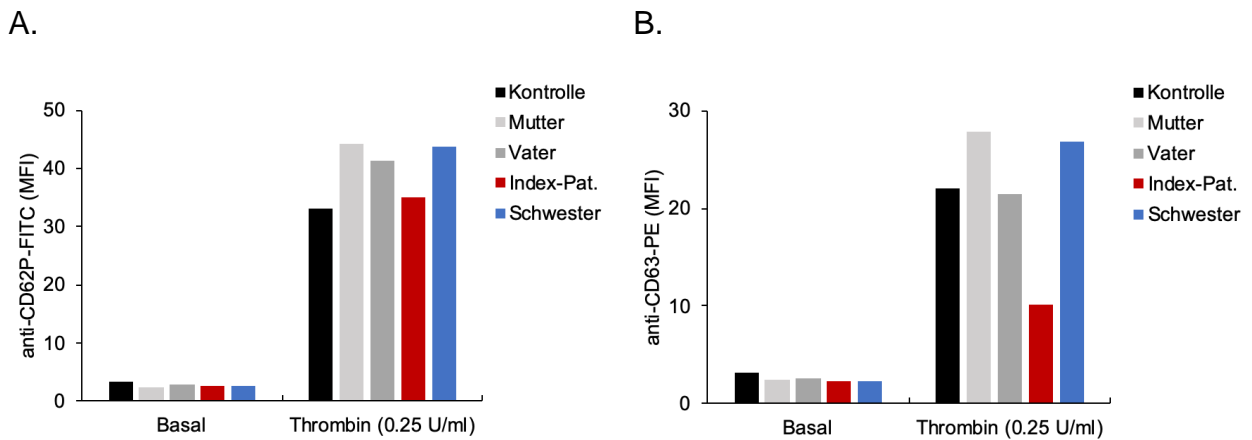 A.
anti-CD62P-FITC (MFI)
50
40
30
20
10
0
Basal
Thrombin (0.25 U/ml)
Kontrolle
Mutter
Vater
Index-Pat.
Schwester
B.
anti-CD63-PE (MFI)
30
20
10
0
Basal
Thrombin (0.25 U/ml)
Kontrolle
Mutter
Vater
Index-Pat.
Schwester